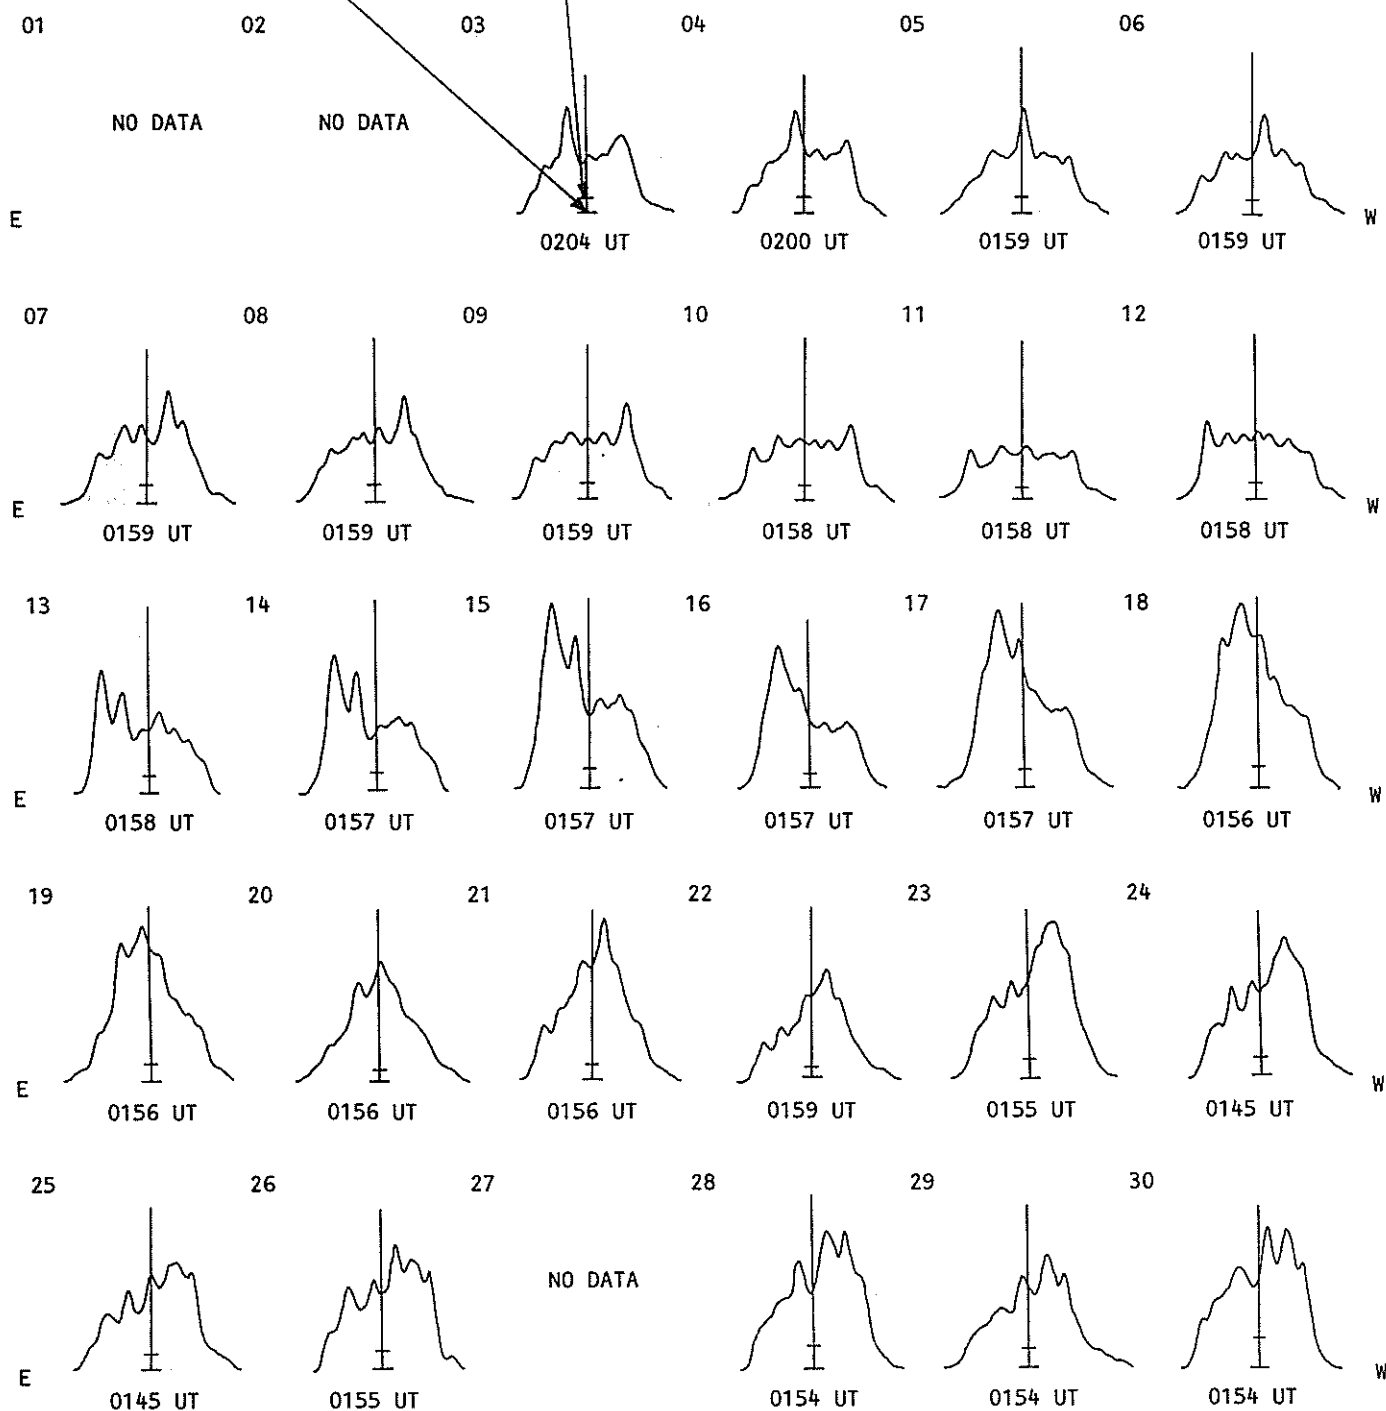 01 02 03 04 05 06
NO DATA NO DATA
E W
0204 UT 0200 UT 0159 UT 0159 UT
07 08 09 10 11 12
E W
0159 UT 0159 UT 0159 UT 0158 UT 0158 UT 0158 UT
13 14 15 16 17 18
E W
0158 UT 0157 UT 0157 UT 0157 UT 0157 UT 0156 UT
19 20 21 22 23 24
E W
0156 UT 0156 UT 0156 UT 0159 UT 0155 UT 0145 UT
25 26 27 28 29 30
NO DATA
E W
0145 UT 0155 UT 0154 UT 0154 UT 0154 UT